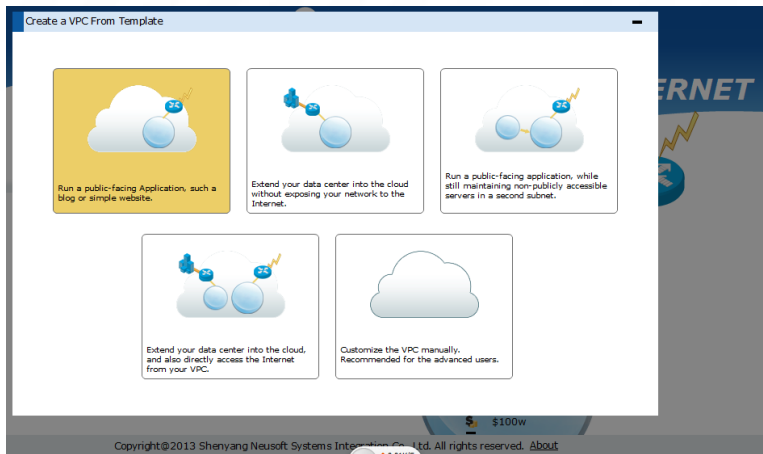 Create a VPC From Template
ERNET
Run a public-facing Application, such a
blog or simple website.
Extend your data center into the cloud
without exposing your network to the
Internet.
Run a public-facing application, while
still maintaining non-publicly accessible
servers in a second subnet.
Extend your data center into the cloud,
and also directly access the Internet
from your VPC.
Customize the VPC manually.
Recommended for the advanced users.
$ $100w
Copyright@2013 Shenyang Neusoft Systems Integration Co., Ltd. All rights reserved. About